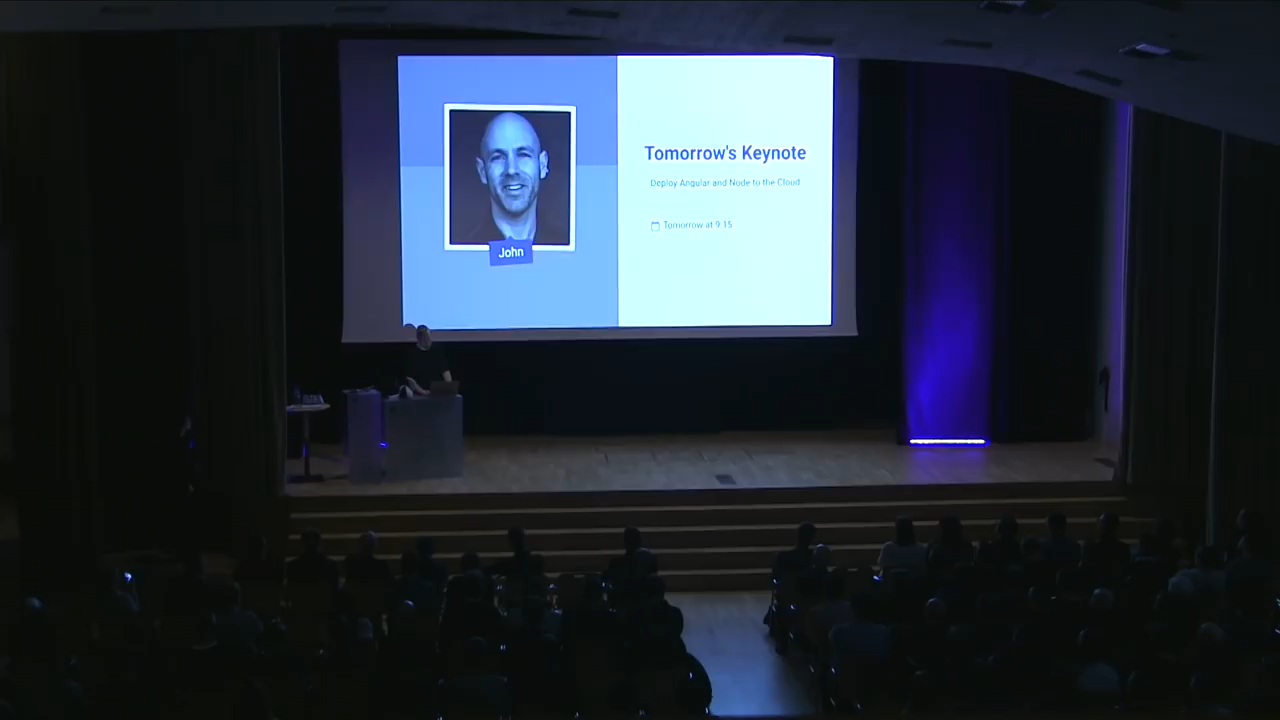 John
Tomorrow's Keynote
Deploy Angular and Node to the Cloud
Tomorrow at 9:15